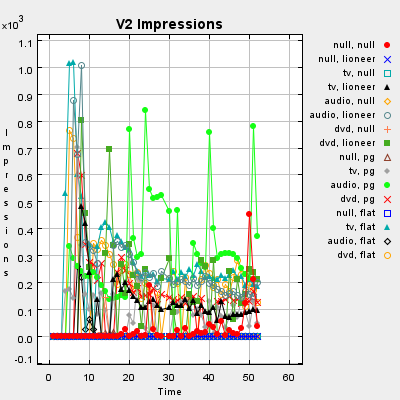 V2 Impressions
x10³
1.1
1.0
0.9
0.8
0.7
0.6
0.5
0.4
0.3
0.2
0.1
0.0
-0.1
Impressions
0 10 20 30 40 50 60
Time
null, null
null, lioneer
tv, null
tv, lioneer
audio, null
audio, lioneer
dvd, null
dvd, lioneer
null, pg
tv, pg
audio, pg
dvd, pg
null, flat
tv, flat
audio, flat
dvd, flat